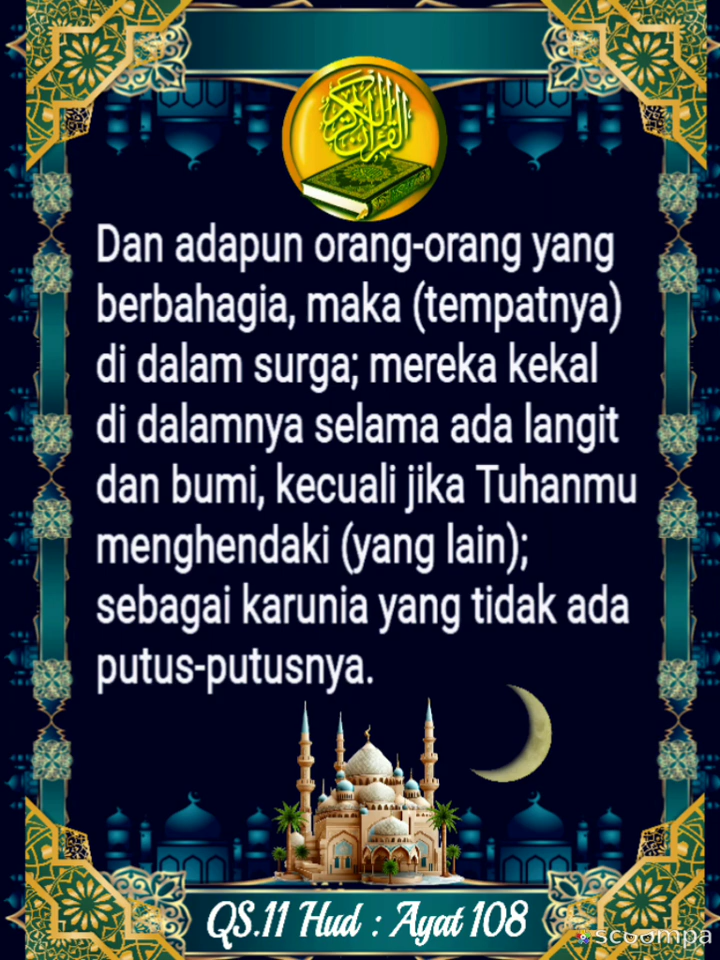 القرآن الكريم
Dan adapun orang-orang yang
berbahagia, maka (tempatnya)
di dalam surga; mereka kekal
di dalamnya selama ada langit
dan bumi, kecuali jika Tuhanmu
menghendaki (yang lain);
sebagai karunia yang tidak ada
putus-putusnya.
QS.11 Hud : Ayat 108
scoompa